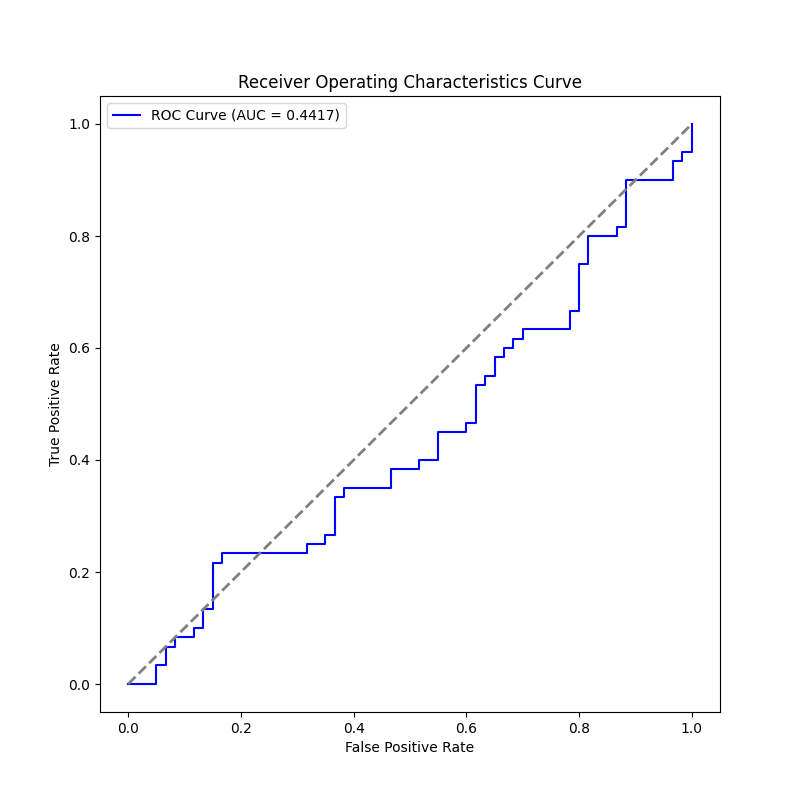 Receiver Operating Characteristics Curve
ROC Curve (AUC = 0.4417)
1.0
0.8
0.6
0.4
0.2
0.0
True Positive Rate
0.0 0.2 0.4 0.6 0.8 1.0
False Positive Rate